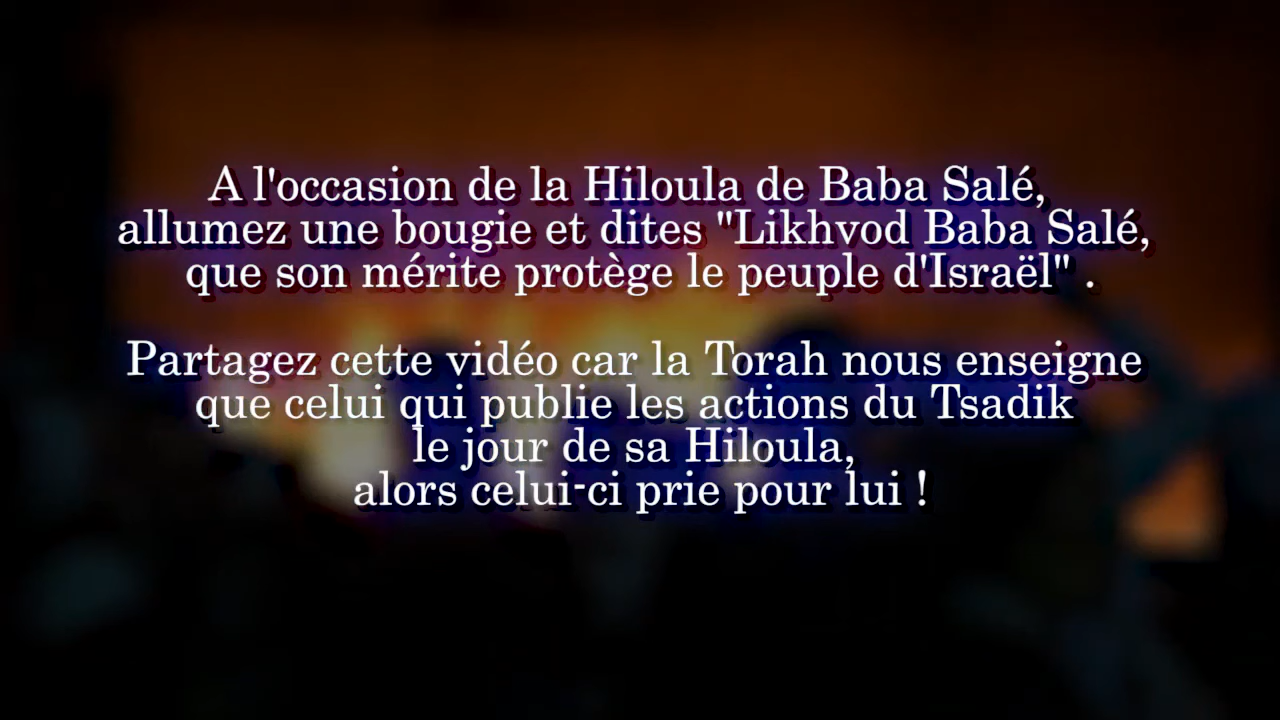 A l'occasion de la Hiloula de Baba Salé,
allumez une bougie et dites "Likhvod Baba Salé,
que son mérite protège le peuple d'Israël" .
Partagez cette vidéo car la Torah nous enseigne
que celui qui publie les actions du Tsadik
le jour de sa Hiloula,
alors celui-ci prie pour lui !